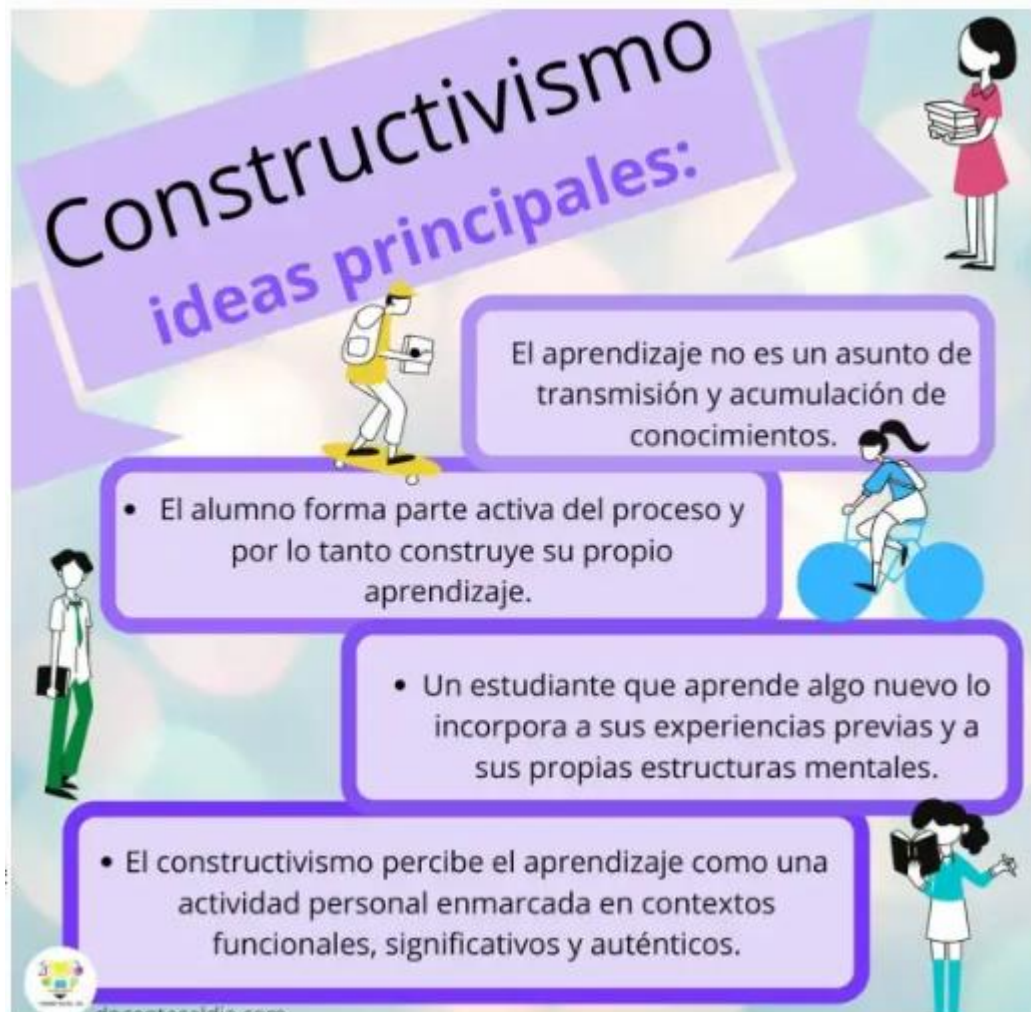 Constructivismo
ideas principales:
El aprendizaje no es un asunto de
transmisión y acumulación de
conocimientos.
• El alumno forma parte activa del proceso y
por lo tanto construye su propio
aprendizaje.
• Un estudiante que aprende algo nuevo lo
incorpora a sus experiencias previas y a
sus propias estructuras mentales.
• El constructivismo percibe el aprendizaje como una
actividad personal enmarcada en contextos
funcionales, significativos y auténticos.